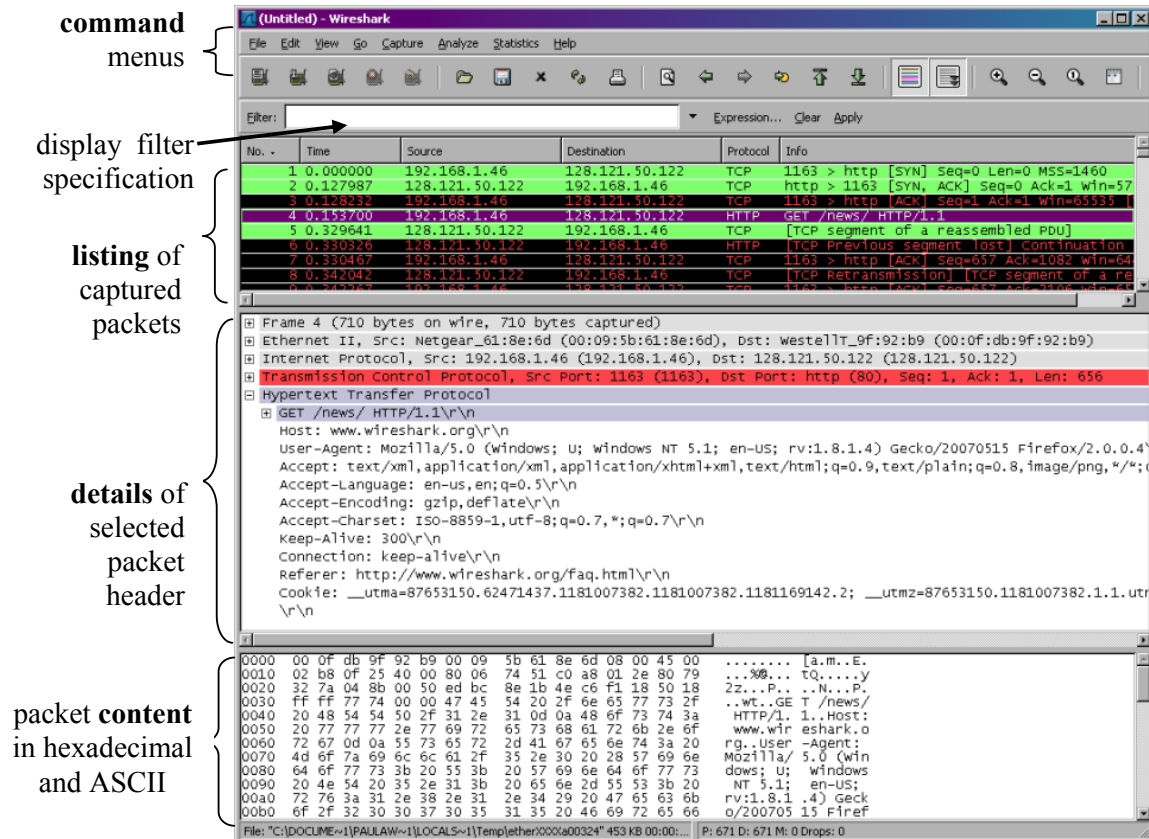 command
menus
display filter
specification
listing of
captured
packets
details of
selected
packet
header
packet content
in hexadecimal
and ASCII
(Untitled) - Wireshark
File Edit View Go Capture Analyze Statistics Help
Filter: Expression... Clear Apply
No. - Time Source Destination Protocol Info
1 0.000000 192.168.1.46 128.121.50.122 TCP 1163 > http [SYN] Seq=0 Len=0 MSS=1460
2 0.127987 128.121.50.122 192.168.1.46 TCP http > 1163 [SYN, ACK] Seq=0 Ack=1 Win=57
3 0.128232 192.168.1.46 128.121.50.122 TCP 1163 > http [ACK] Seq=1 Ack=1 Win=65535 [
4 0.153700 192.168.1.46 128.121.50.122 HTTP GET /news/ HTTP/1.1
5 0.329641 128.121.50.122 192.168.1.46 TCP [TCP segment of a reassembled PDU]
6 0.330326 128.121.50.122 192.168.1.46 HTTP [TCP Previous segment lost] Continuation
7 0.330467 192.168.1.46 128.121.50.122 TCP 1163 > http [ACK] Seq=657 Ack=1082 Win=64
8 0.342042 128.121.50.122 192.168.1.46 TCP [TCP Retransmission] [TCP segment of a re
9 0.342267 192.168.1.46 128.121.50.122 TCP 1163 > http [ACK] Seq=657 Ack=2106 Win=65
Frame 4 (710 bytes on wire, 710 bytes captured)
Ethernet II, Src: Netgear_61:8e:6d (00:09:5b:61:8e:6d), Dst: WestellT_9f:92:b9 (00:0f:db:9f:92:b9)
Internet Protocol, Src: 192.168.1.46 (192.168.1.46), Dst: 128.121.50.122 (128.121.50.122)
Transmission Control Protocol, Src Port: 1163 (1163), Dst Port: http (80), Seq: 1, Ack: 1, Len: 656
Hypertext Transfer Protocol
GET /news/ HTTP/1.1\r\n
Host: www.wireshark.org\r\n
User-Agent: Mozilla/5.0 (Windows; U; Windows NT 5.1; en-US; rv:1.8.1.4) Gecko/20070515 Firefox/2.0.0.4\
Accept: text/xml,application/xml,application/xhtml+xml,text/html;q=0.9,text/plain;q=0.8,image/png,*/*;q
Accept-Language: en-us,en;q=0.5\r\n
Accept-Encoding: gzip,deflate\r\n
Accept-Charset: ISO-8859-1,utf-8;q=0.7,*;q=0.7\r\n
Keep-Alive: 300\r\n
Connection: keep-alive\r\n
Referer: http://www.wireshark.org/faq.html\r\n
Cookie: __utma=87653150.62471437.1181007382.1181007382.1181169142.2; __utmz=87653150.1181007382.1.1.utm
\r\n
0000 00 0f db 9f 92 b9 00 09 5b 61 8e 6d 08 00 45 00 ........ [a.m..E.
0010 02 b8 0f 25 40 00 80 06 74 51 c0 a8 01 2e 80 79 ...%@... tQ.....y
0020 32 7a 04 8b 00 50 ed bc 8e 1b 4e c6 f1 18 50 18 2z...P.. ..N...P.
0030 ff ff 77 74 00 00 47 45 54 20 2f 6e 65 77 73 2f ..wt..GE T /news/
0040 20 48 54 54 50 2f 31 2e 31 0d 0a 48 6f 73 74 3a HTTP/1. 1..Host:
0050 20 77 77 77 2e 77 69 72 65 73 68 61 72 6b 2e 6f www.wir eshark.o
0060 72 67 0d 0a 55 73 65 72 2d 41 67 65 6e 74 3a 20 rg..User -Agent:
0070 4d 6f 7a 69 6c 6c 61 2f 35 2e 30 20 28 57 69 6e Mozilla/ 5.0 (Win
0080 64 6f 77 73 3b 20 55 3b 20 57 69 6e 64 6f 77 73 dows; U; Windows
0090 20 4e 54 20 35 2e 31 3b 20 65 6e 2d 55 53 3b 20 NT 5.1; en-US;
00a0 72 76 3a 31 2e 38 2e 31 2e 34 29 20 47 65 63 6b rv:1.8.1 .4) Geck
00b0 6f 2f 32 30 30 37 30 35 31 35 20 46 69 72 65 66 o/200705 15 Firef
File: "C:\DOCUME~1\PAULAW~1\LOCALS~1\Temp\etherXXXXa00324" 453 KB 00:00:... P: 671 D: 671 M: 0 Drops: 0